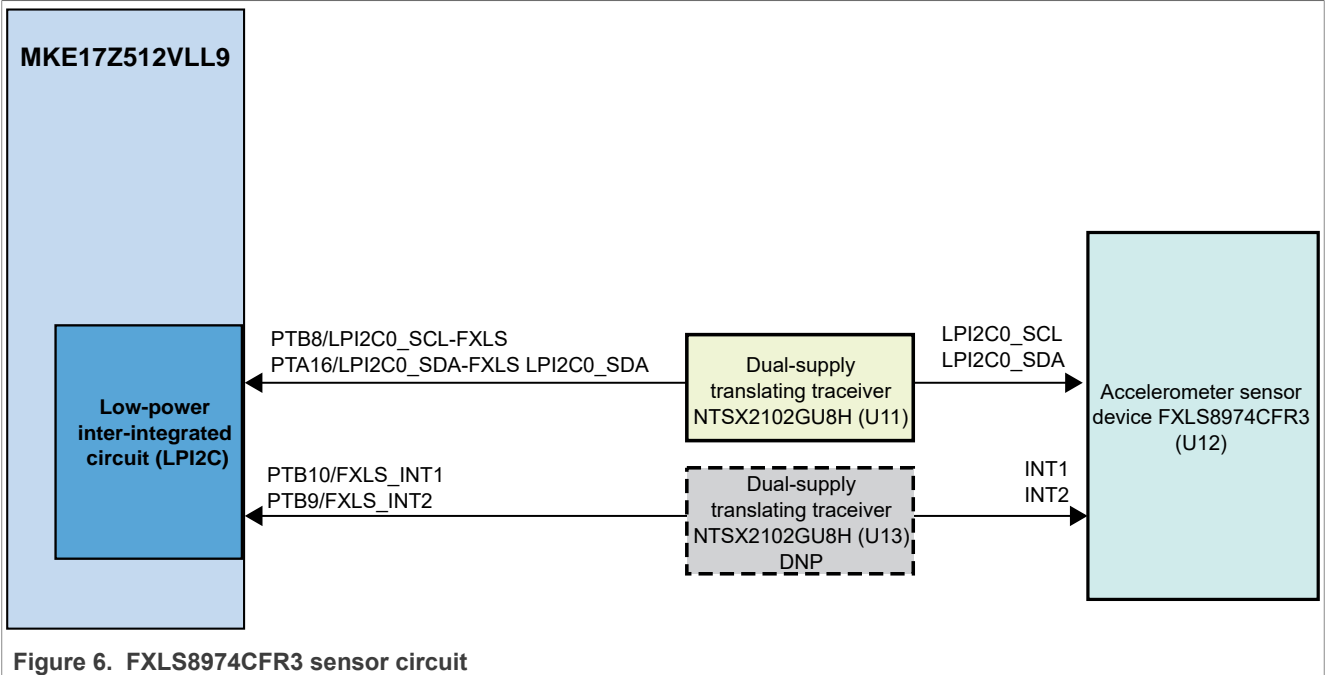 MKE17Z512VLL9
PTB8/LPI2C0_SCL-FXLS
PTA16/LPI2C0_SDA-FXLS LPI2C0_SDA
Low-power
inter-integrated
circuit (LPI2C)
PTB10/FXLS_INT1
PTB9/FXLS_INT2
Dual-supply
translating traceiver
NTSX2102GU8H (U11)
Dual-supply
translating traceiver
NTSX2102GU8H (U13)
DNP
LPI2C0_SCL
LPI2C0_SDA
INT1
INT2
Accelerometer sensor
device FXLS8974CFR3
(U12)
Figure 6. FXLS8974CFR3 sensor circuit